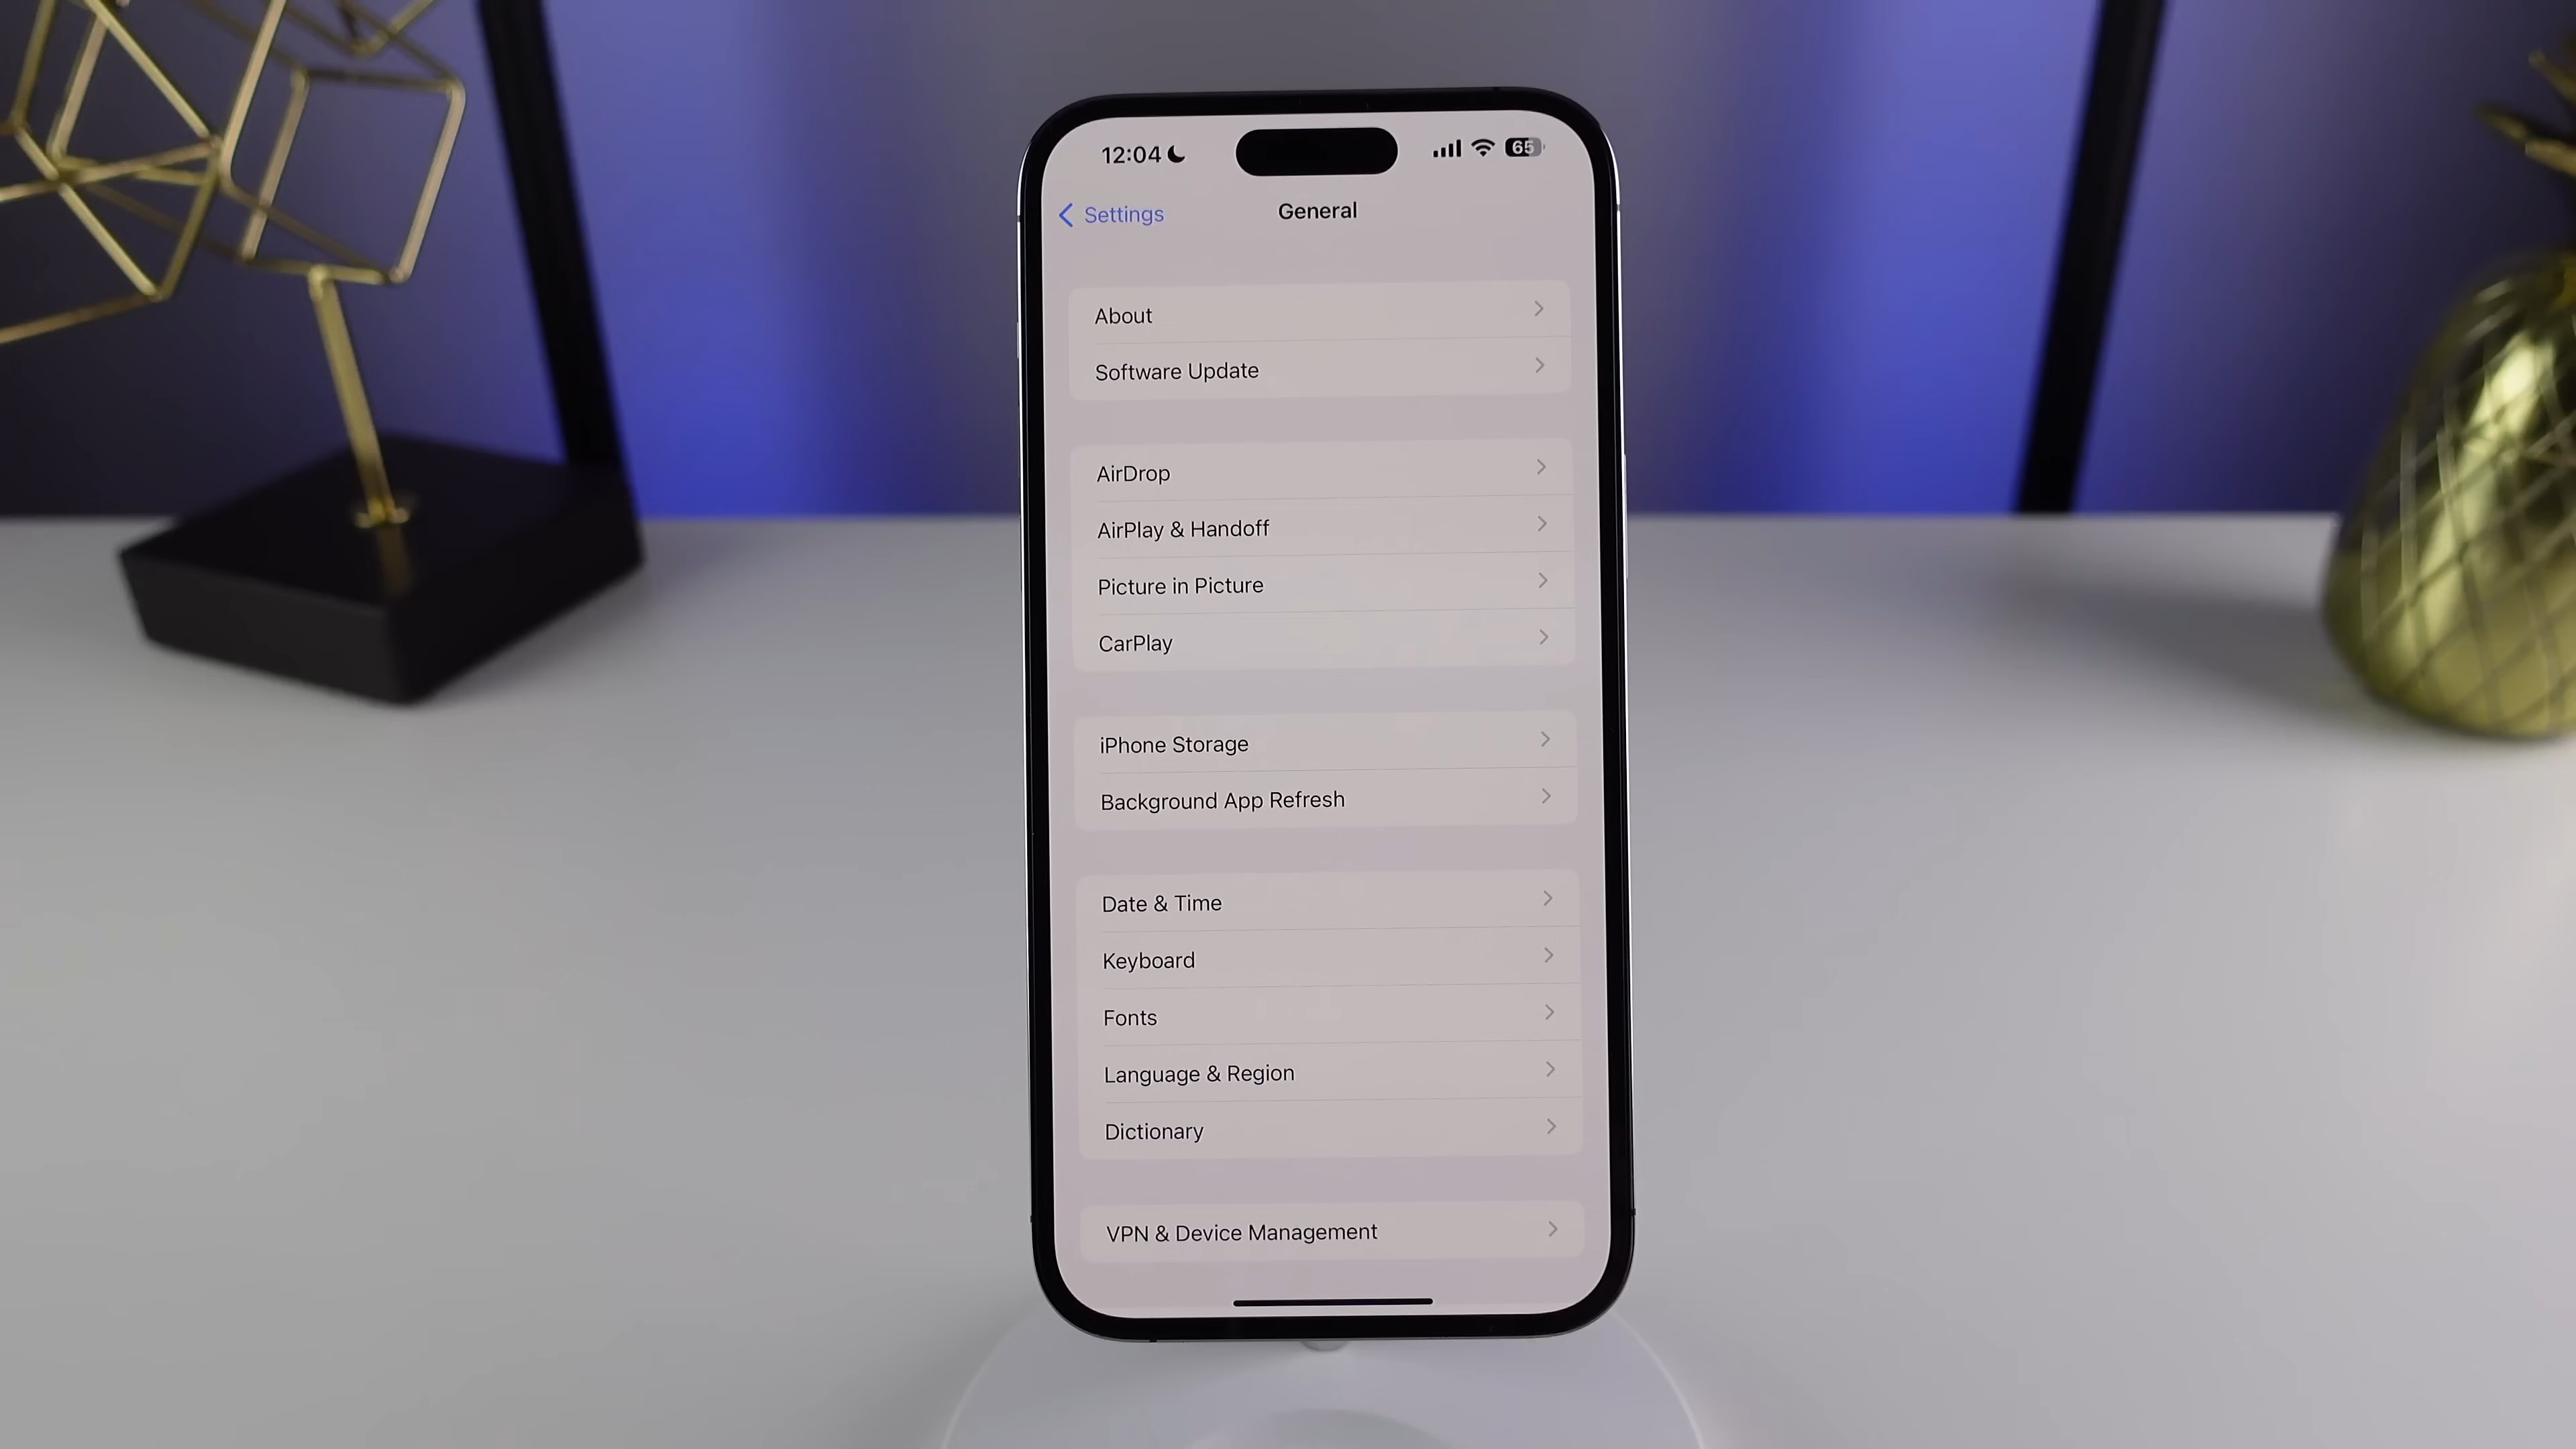 12:04
65
Settings
General
About
Software Update
AirDrop
AirPlay & Handoff
Picture in Picture
CarPlay
iPhone Storage
Background App Refresh
Date & Time
Keyboard
Fonts
Language & Region
Dictionary
VPN & Device Management